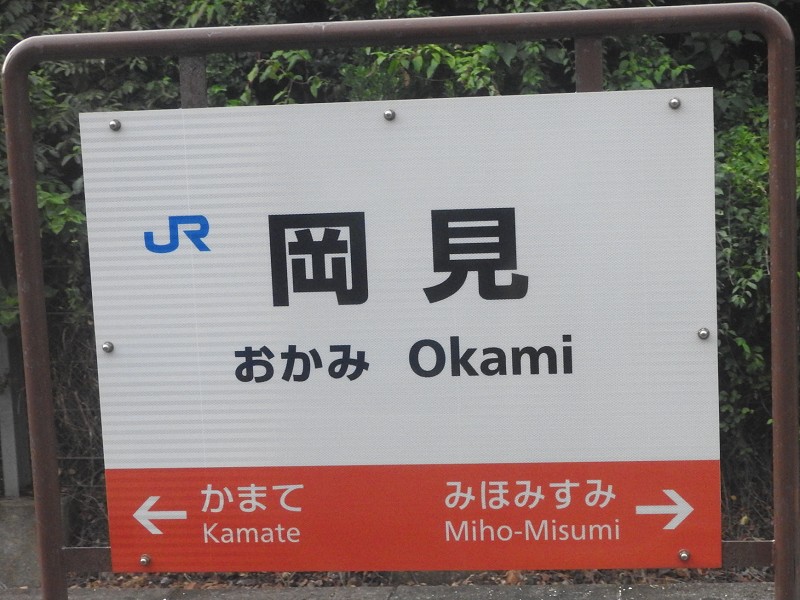 JR 岡見
おかみ Okami
← かまて みほみすみ →
Kamate Miho-Misumi